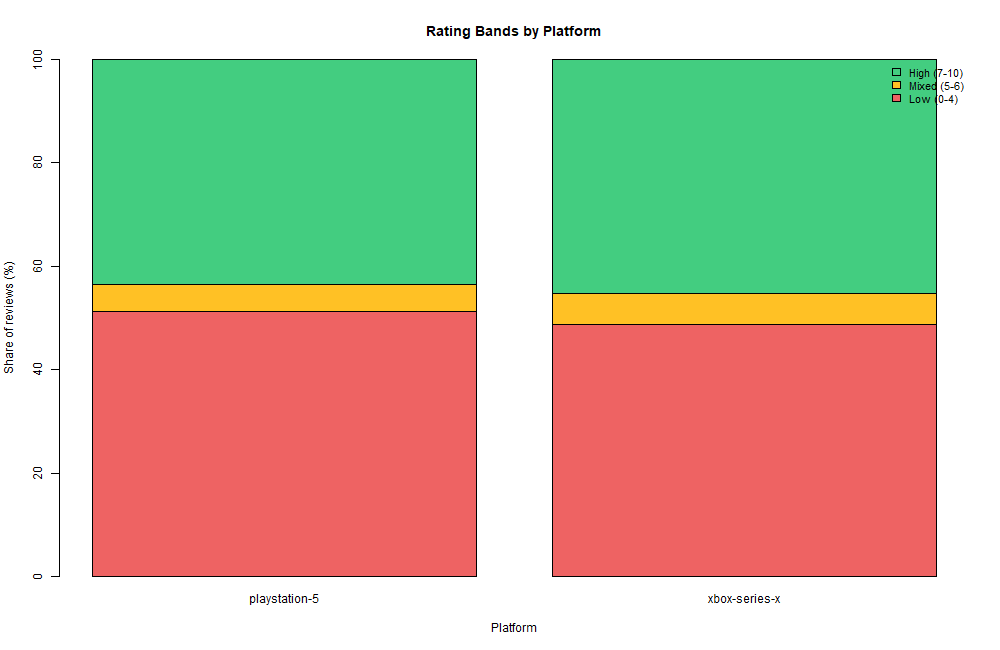 Rating Bands by Platform
High (7-10)
Mixed (5-6)
Low (0-4)
Share of reviews (%)
100
80
60
40
20
0
playstation-5
xbox-series-x
Platform